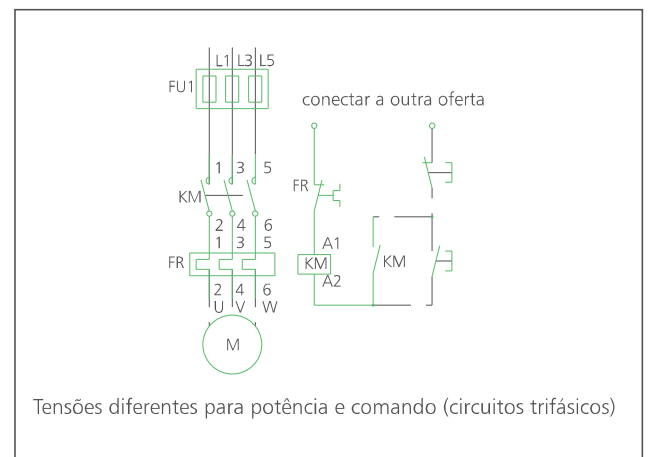 L1 L3 L5
FU1
conectar a outra oferta
1 3 5
FR
KM
2 4 6
1 3 5
A1
FR
KM
KM
A2
2 4 6
U V W
M
Tensões diferentes para potência e comando (circuitos trifásicos)